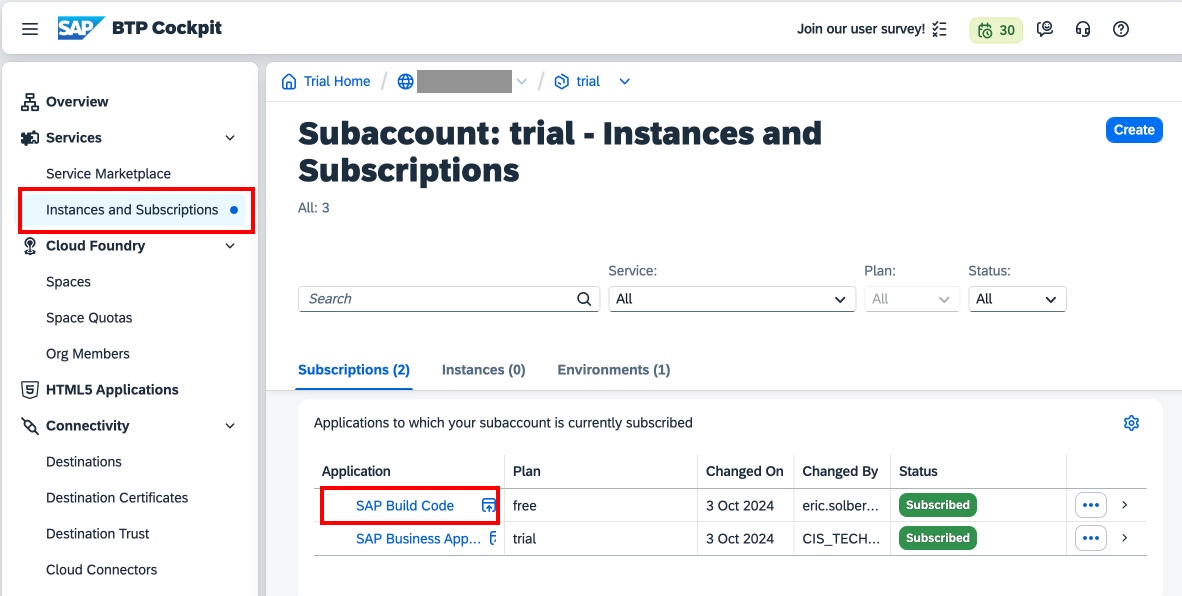 SAP BTP Cockpit
Join our user survey!
30
Overview
Services
Service Marketplace
Instances and Subscriptions
Cloud Foundry
Spaces
Space Quotas
Org Members
5 HTML5 Applications
Connectivity
Destinations
Destination Certificates
Destination Trust
Cloud Connectors
Trial Home / / trial
Subaccount: trial - Instances and
Subscriptions
Create
All: 3
Service: Plan: Status:
Search All All All
Subscriptions (2) Instances (0) Environments (1)
Applications to which your subaccount is currently subscribed
Application Plan Changed On Changed By Status
SAP Build Code free 3 Oct 2024 eric.solber... Subscribed
SAP Business App... trial 3 Oct 2024 CIS_TECH... Subscribed